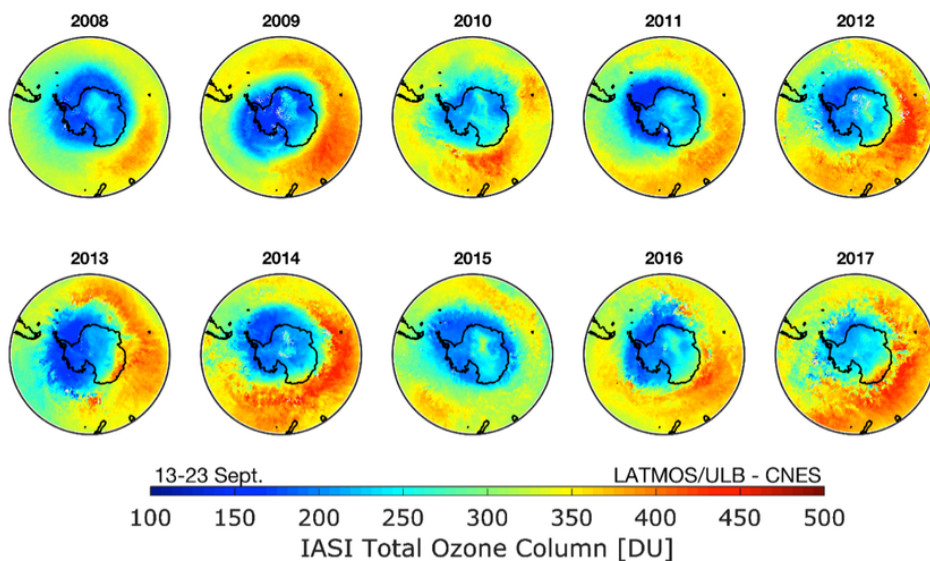 2008 2009 2010 2011 2012
2013 2014 2015 2016 2017
13-23 Sept. LATMOS/ULB - CNES
100 150 200 250 300 350 400 450 500
IASI Total Ozone Column [DU]